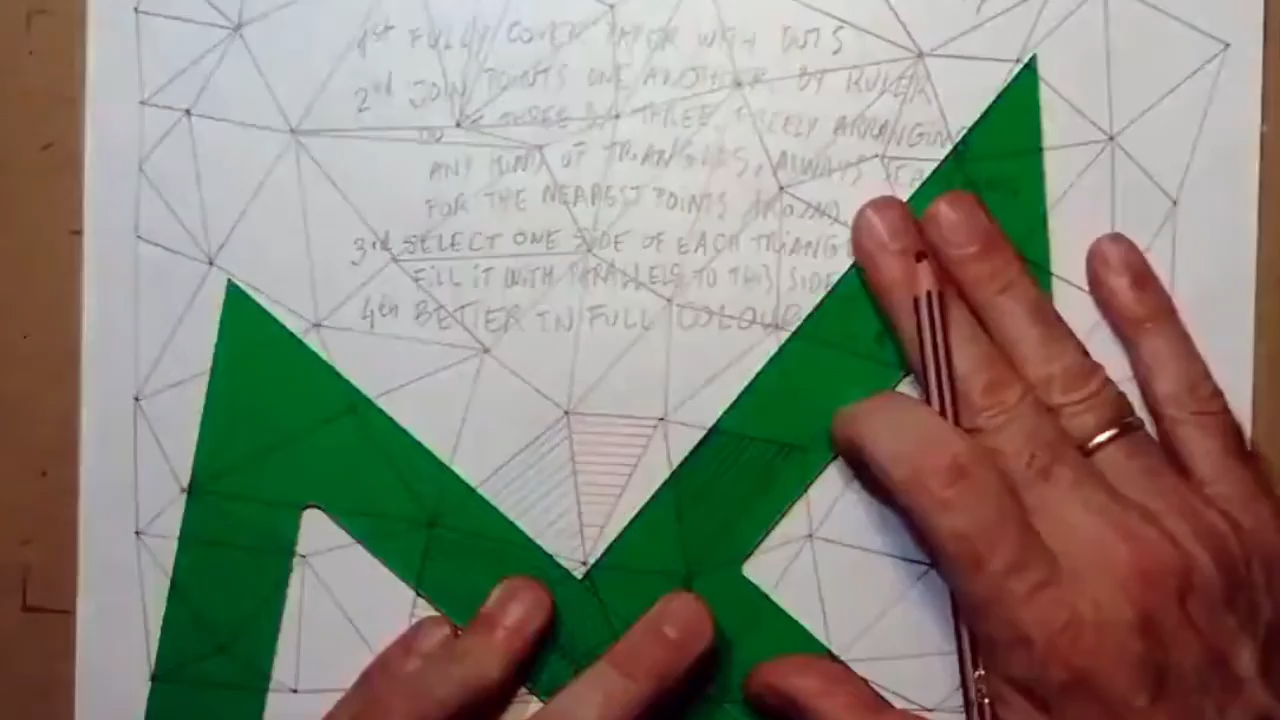 1st FULLY COVER PAPER WITH DOTS
2nd JOIN POINTS ONE ANOTHER BY RULER
THREE BY THREE, FREELY ARRANGING
ANY KIND OF TRIANGLES, ALWAYS
FOR THE NEAREST POINTS
3rd SELECT ONE SIDE OF EACH TRIANG
FILL IT WITH PARALLELS TO THIS SIDE
4th BETTER IN FULL COLOUR